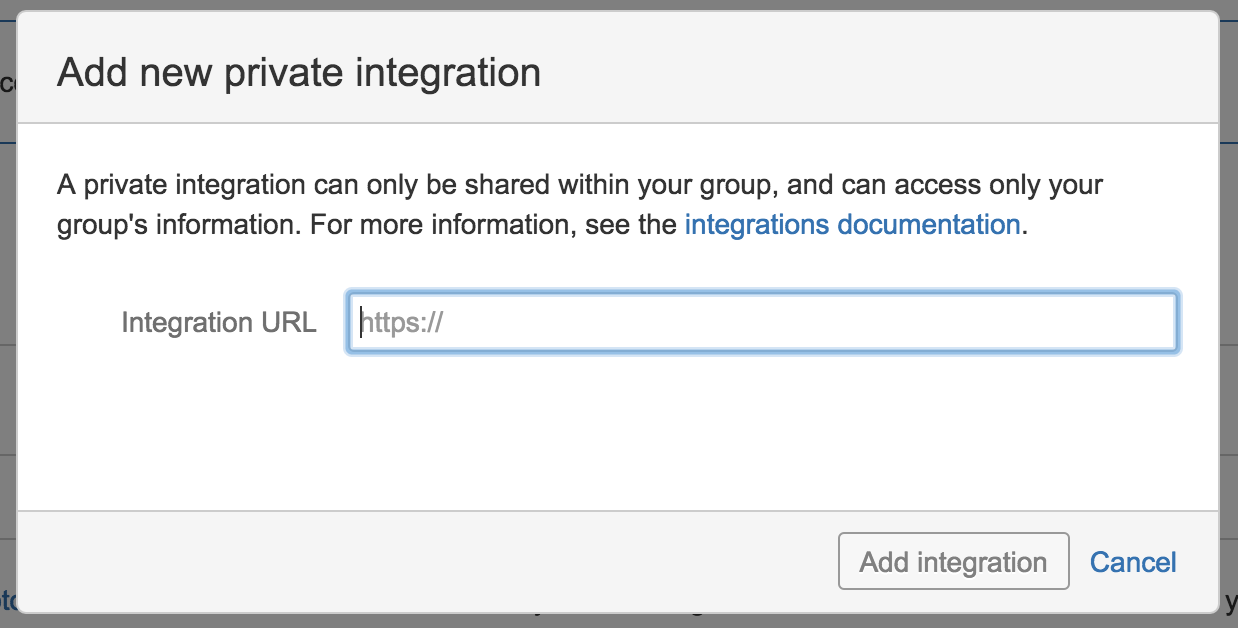 Add new private integration
A private integration can only be shared within your group, and can access only your
group's information. For more information, see the integrations documentation.
Integration URL
https://
Add integration
Cancel